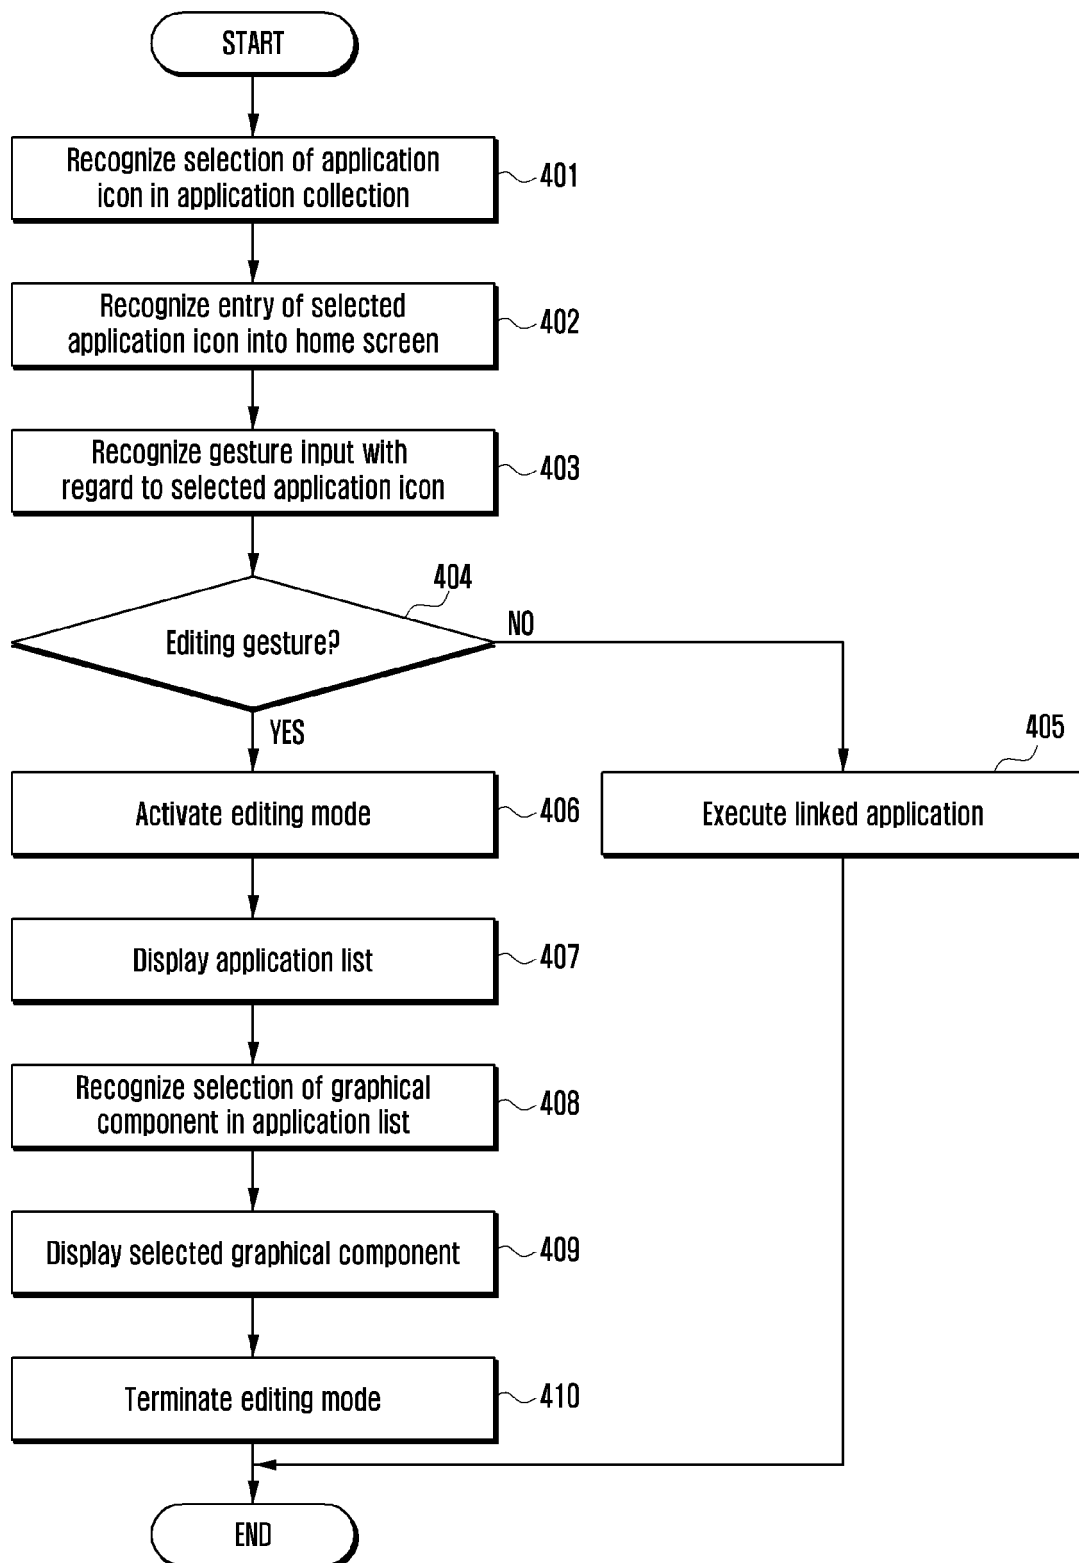 START
Recognize selection of application
icon in application collection
401
Recognize entry of selected
application icon into home screen
402
Recognize gesture input with
regard to selected application icon
403
404
Editing gesture?
NO
YES
405
Activate editing mode
406
Execute linked application
Display application list
407
Recognize selection of graphical
component in application list
408
Display selected graphical component
409
Terminate editing mode
410
END